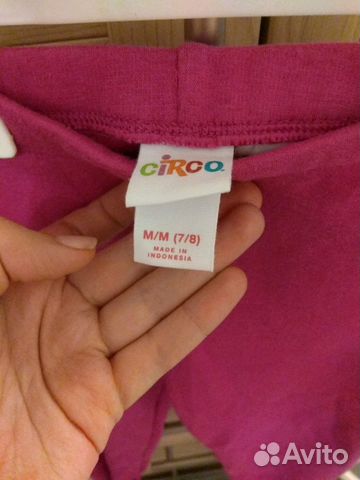 CiRCO
M/M (7/8)
MADE IN
INDONESIA
Avito